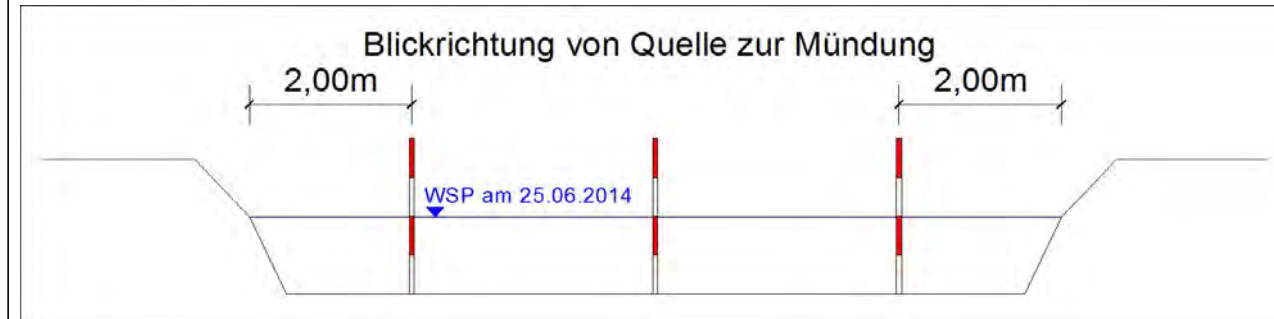 Blickrichtung von Quelle zur Mündung
2,00m 2,00m
WSP am 25.06.2014